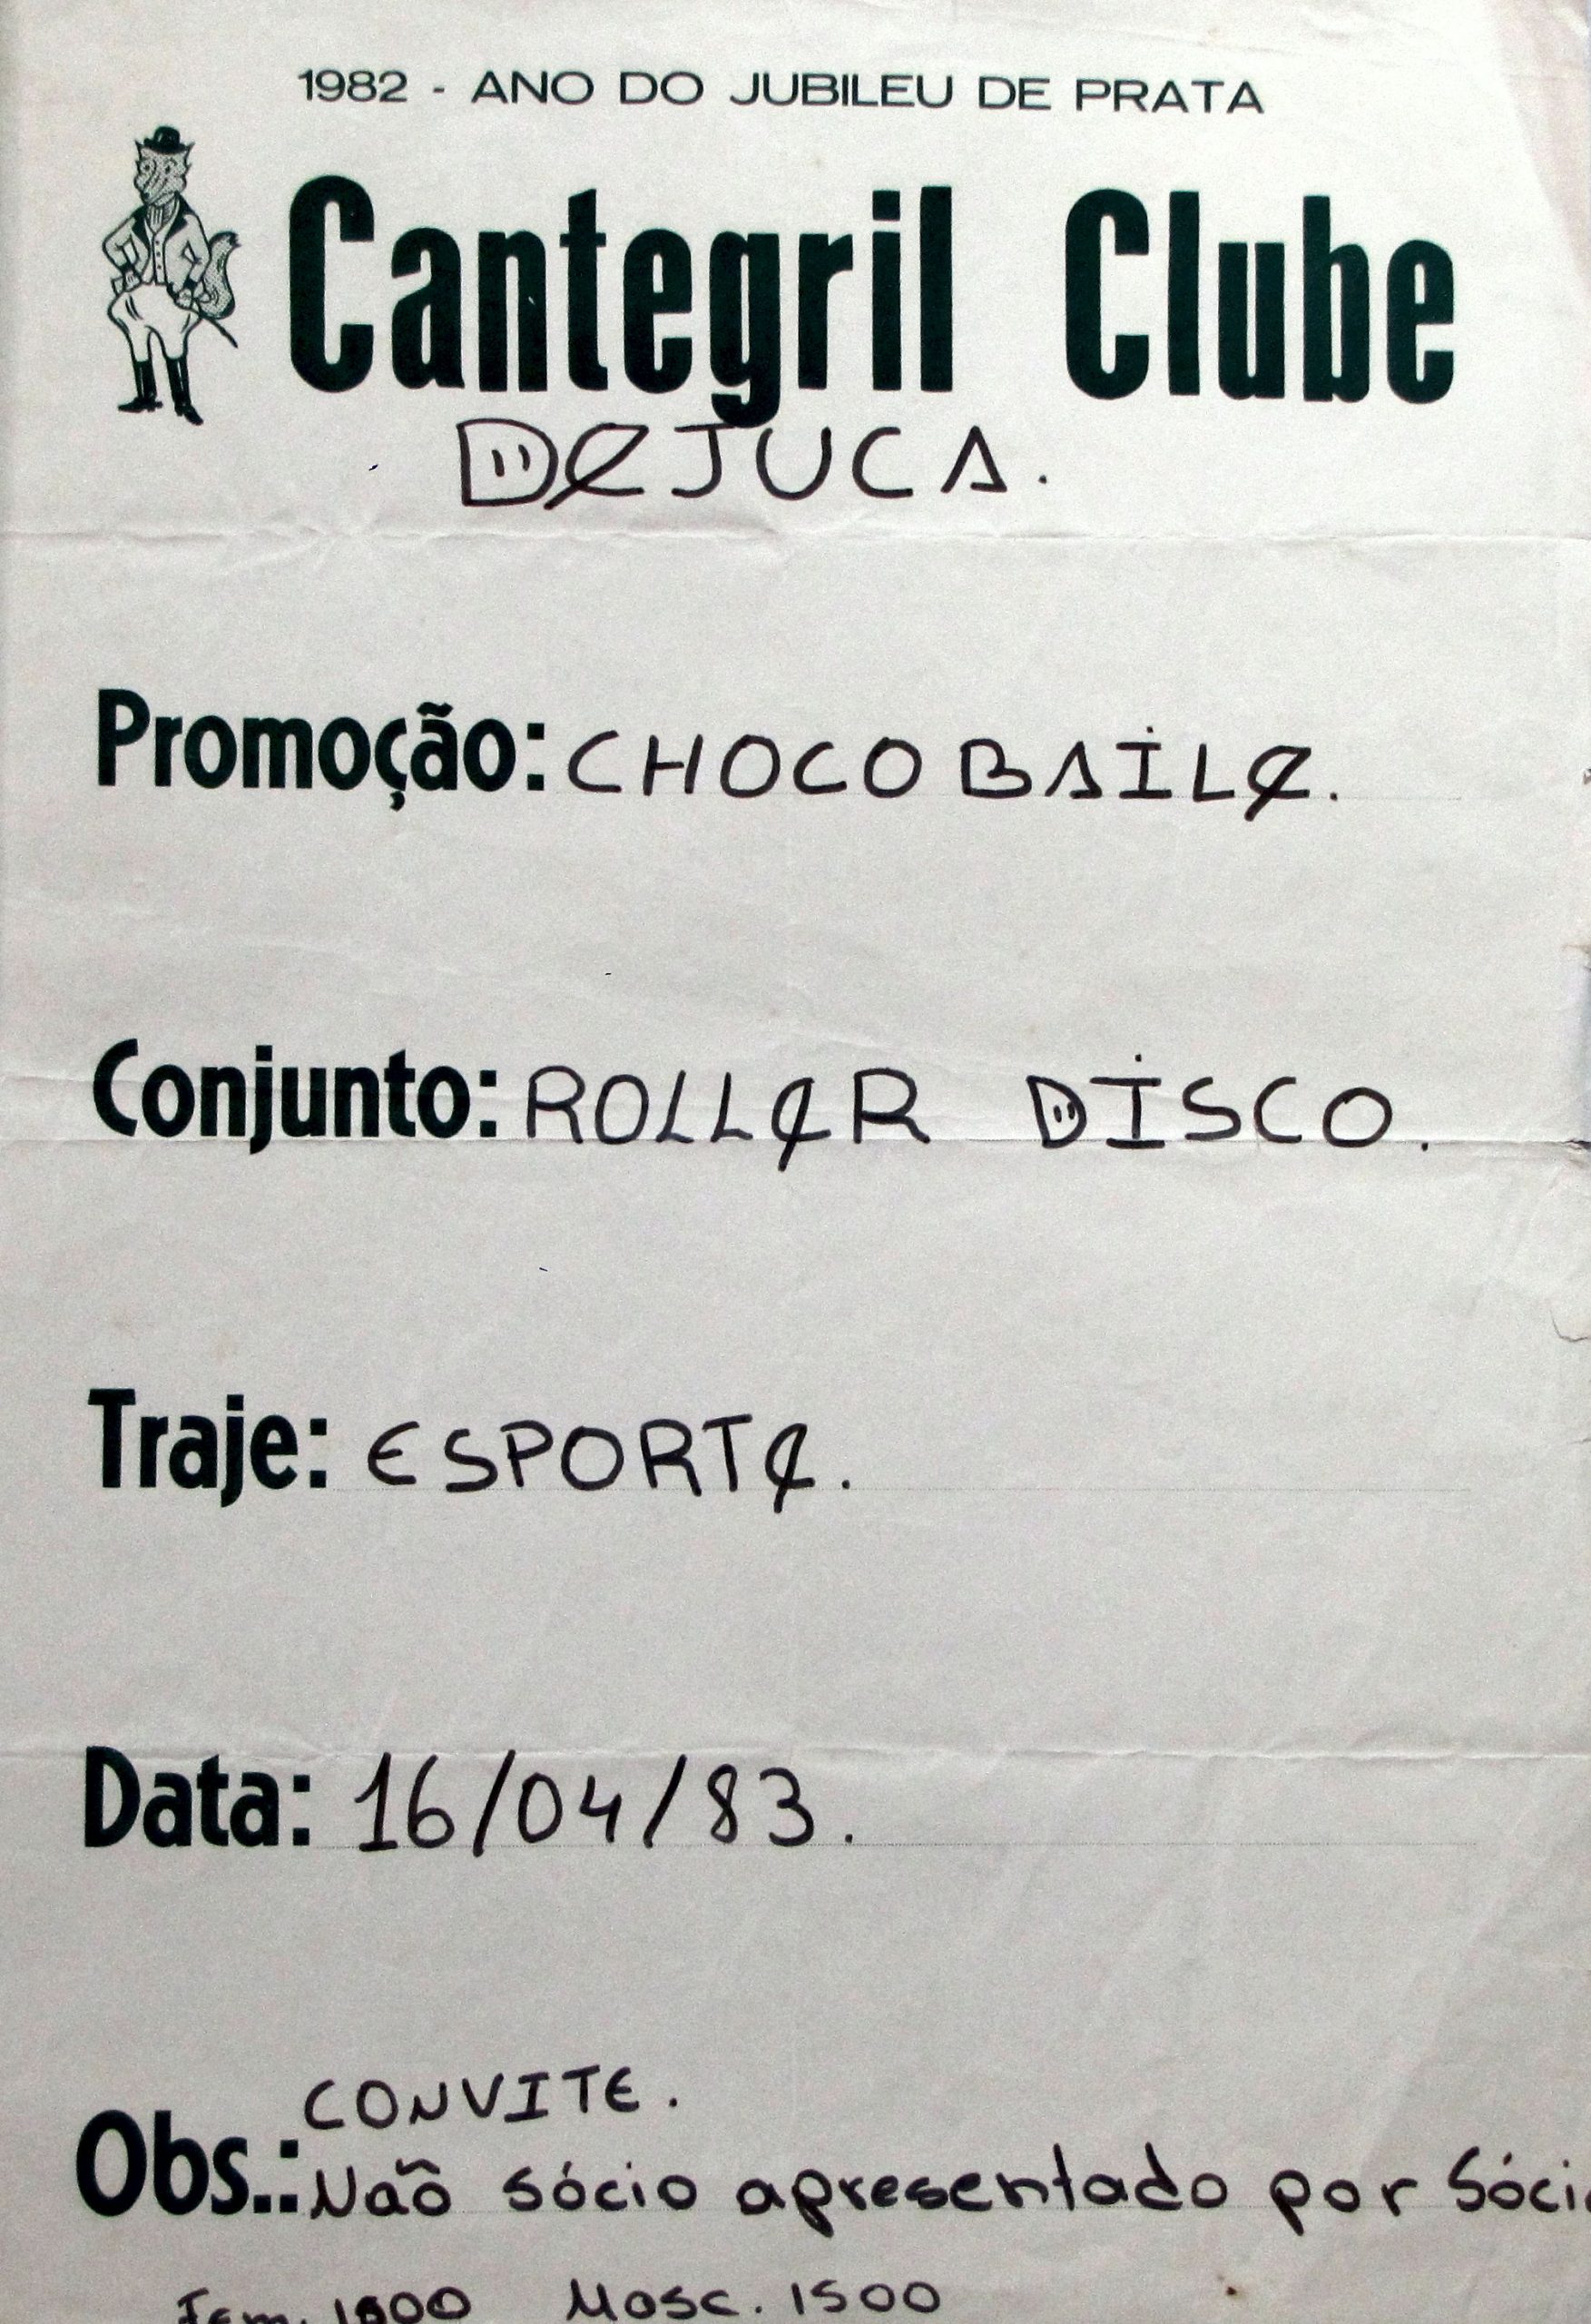 1982 - ANO DO JUBILEU DE PRATA
Cantegril Clube
DEJUCA.
Promoção: CHOCOBAILE.
Conjunto: ROLLER DISCO.
Traje: ESPORTE.
Data: 16/04/83.
CONVITE.
Obs.: Não sócio apresentado por Sóci
Fem. 1000 Masc. 1500